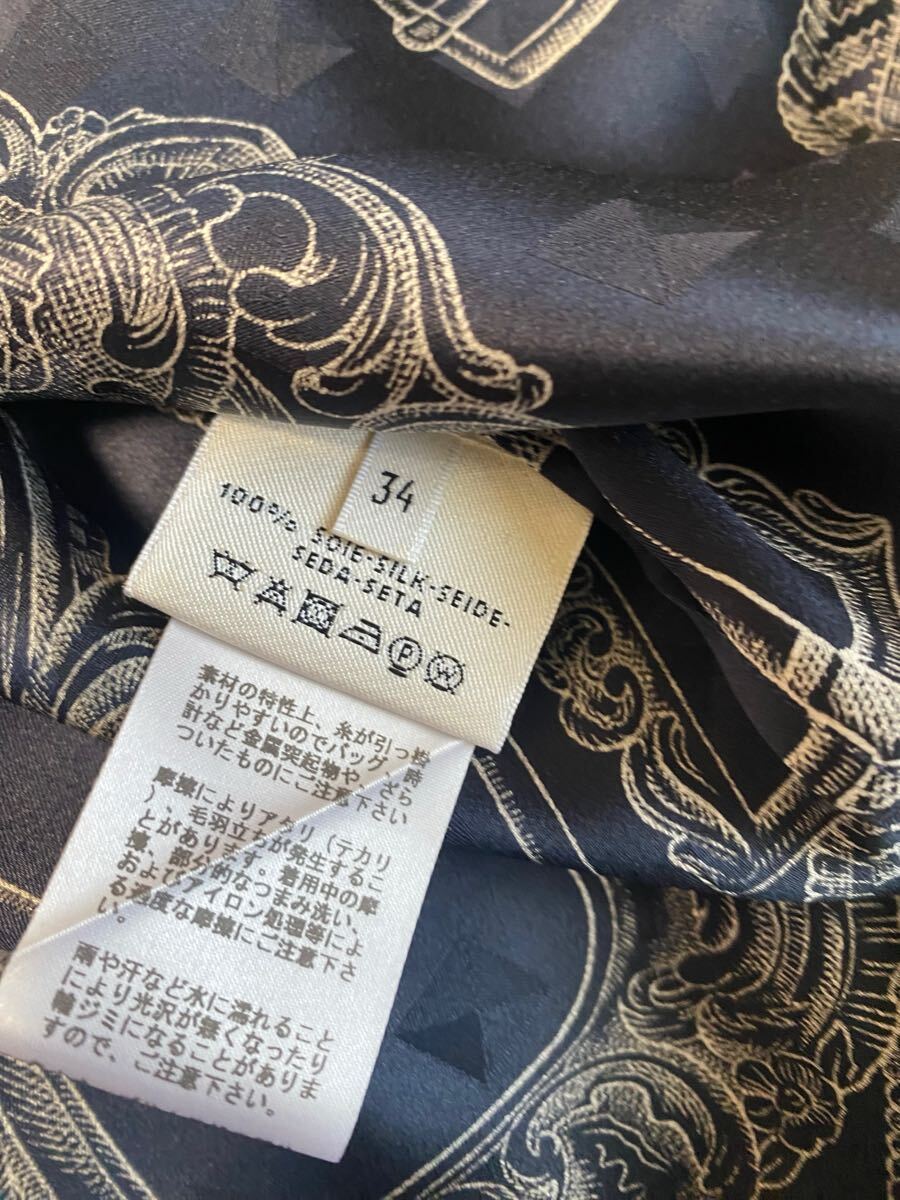 34
100% SOIE-SILK-SEIDE-
SEDA-SETA
P
W
素材の特性上、糸が引っ掛
かりやすいのでバッグ、時
計など金属突起物や、ざら
ついたものにご注意下さい
摩擦によりアタリ(テカリ
)、毛羽立ちが発生するこ
とがあります。着用中の摩
擦、部分的なつまみ洗い、
およびアイロン処理等によ
る過度な摩擦にご注意下さ
い。
雨や汗など水に濡れること
により光沢が無くなったり
輪ジミになることがありま
すので、ご注意下さい。